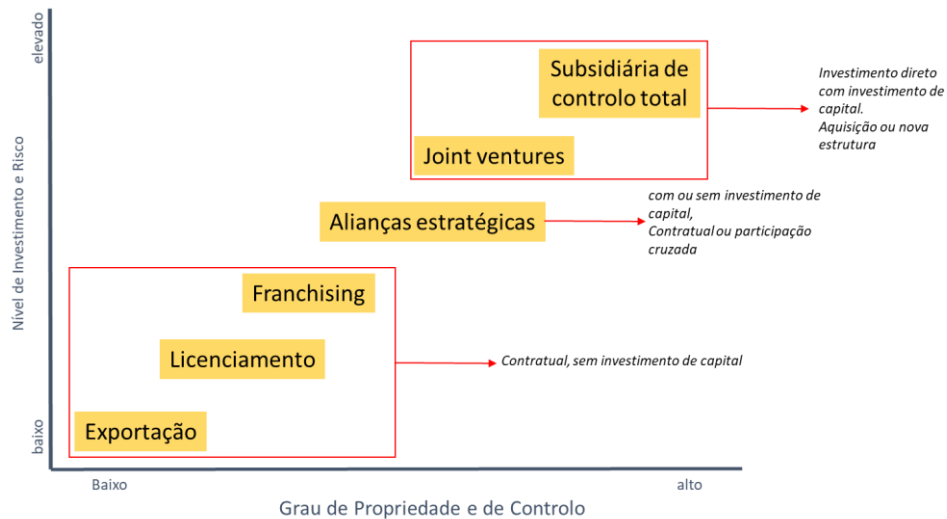 elevado
Nível de Investimento e Risco
baixo
Subsidiária de
controlo total
Joint ventures
Investimento direto
com investimento de
capital.
Aquisição ou nova
estrutura
Alianças estratégicas
com ou sem investimento de
capital,
Contratual ou participação
cruzada
Franchising
Licenciamento
Contratual, sem investimento de capital
Exportação
Baixo
alto
Grau de Propriedade e de Controlo